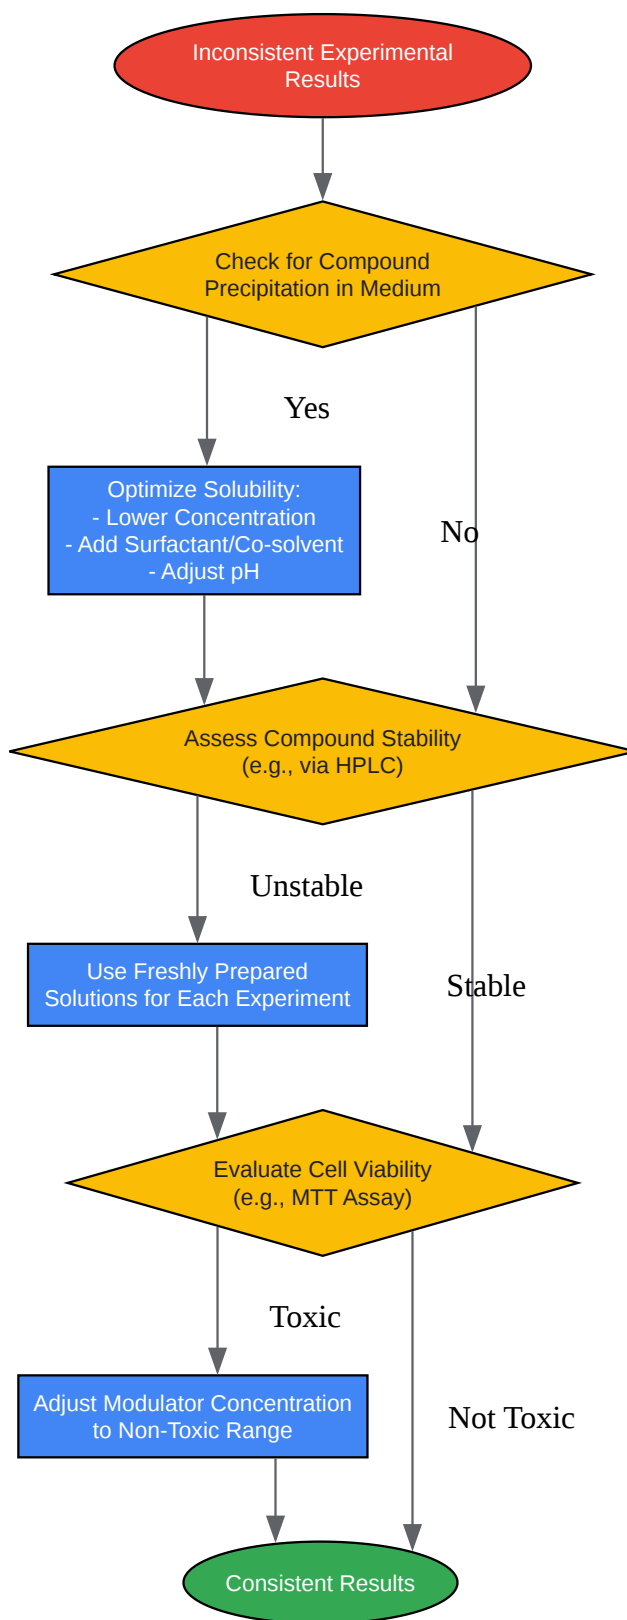 Inconsistent Experimental
Results
Check for Compound
Precipitation in Medium
Yes
Optimize Solubility:
- Lower Concentration
- Add Surfactant/Co-solvent
- Adjust pH
No
Assess Compound Stability
(e.g., via HPLC)
Unstable
Use Freshly Prepared
Solutions for Each Experiment
Stable
Evaluate Cell Viability
(e.g., MTT Assay)
Toxic
Adjust Modulator Concentration
to Non-Toxic Range
Not Toxic
Consistent Results